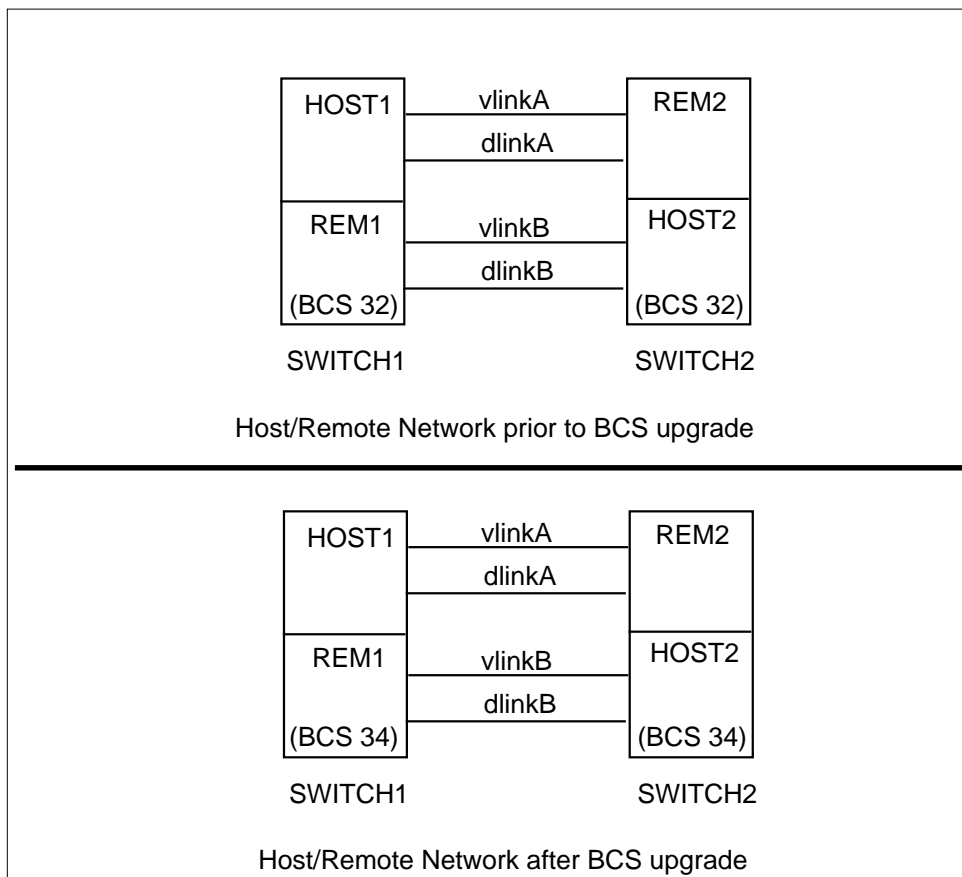 HOST1 vlinkA REM2
dlinkA
REM1 vlinkB HOST2
dlinkB
(BCS 32) (BCS 32)
SWITCH1 SWITCH2
Host/Remote Network prior to BCS upgrade
HOST1 vlinkA REM2
dlinkA
REM1 vlinkB HOST2
dlinkB
(BCS 34) (BCS 34)
SWITCH1 SWITCH2
Host/Remote Network after BCS upgrade